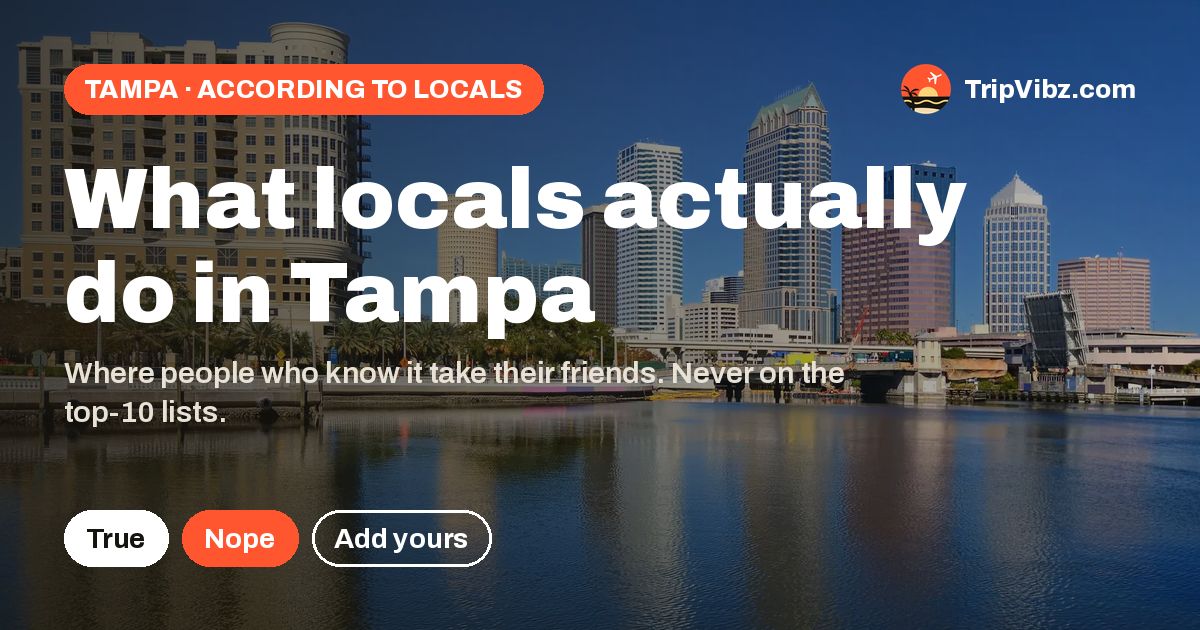 TAMPA · ACCORDING TO LOCALS
TripVibz.com
What locals actually
do in Tampa
Where people who know it take their friends. Never on the
top-10 lists.
True
Nope
Add yours